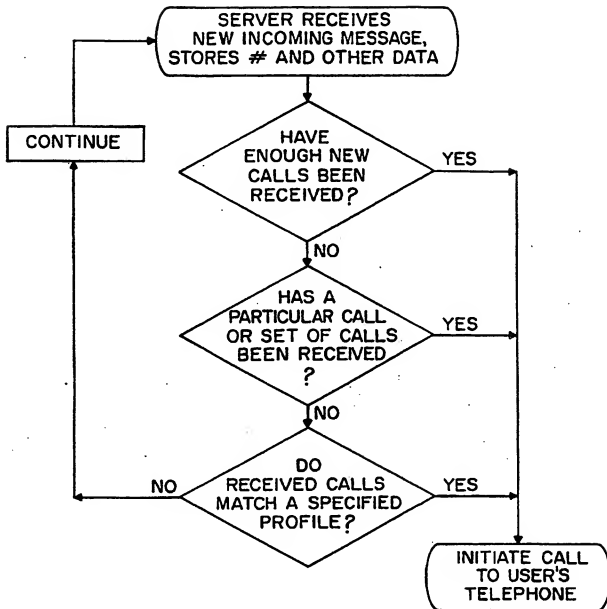 SERVER RECEIVES
NEW INCOMING MESSAGE,
STORES # AND OTHER DATA
CONTINUE
HAVE
ENOUGH NEW
CALLS BEEN
RECEIVED?
YES
NO
HAS A
PARTICULAR CALL
OR SET OF CALLS
BEEN RECEIVED
?
YES
NO
DO
RECEIVED CALLS
MATCH A SPECIFIED
PROFILE?
NO
YES
INITIATE CALL
TO USER'S
TELEPHONE